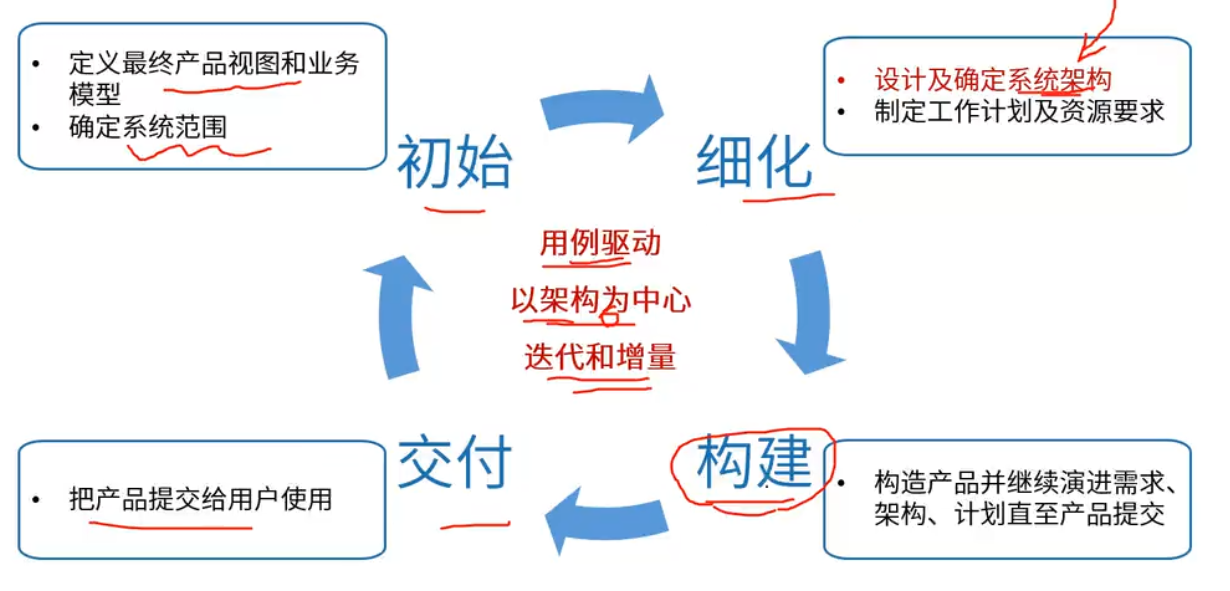 • 定义最终产品视图和业务
模型
• 确定系统范围
初始
细化
• 设计及确定系统架构
• 制定工作计划及资源要求
用例驱动
以架构为中心
迭代和增量
交付
• 把产品提交给用户使用
构建
• 构造产品并继续演进需求、
架构、计划直至产品提交